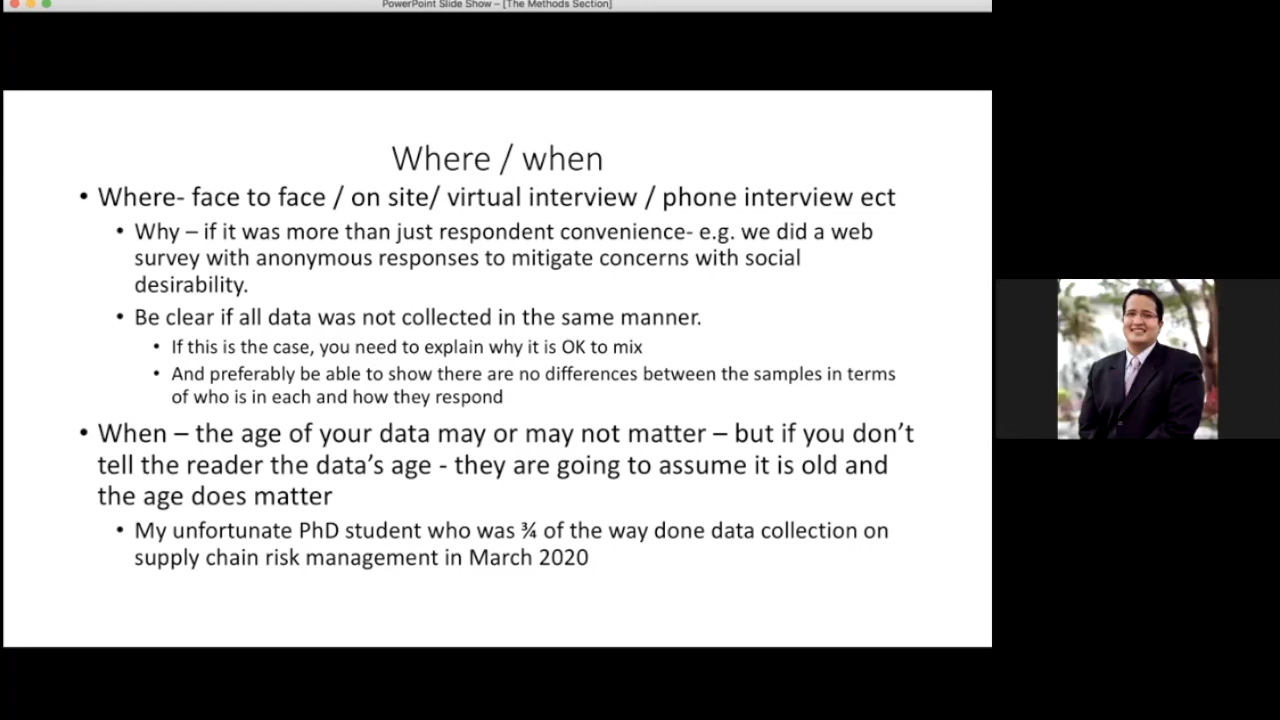 PowerPoint Slide Show – [The Methods Section]
Where / when
• Where- face to face / on site/ virtual interview / phone interview ect
• Why – if it was more than just respondent convenience- e.g. we did a web
survey with anonymous responses to mitigate concerns with social
desirability.
• Be clear if all data was not collected in the same manner.
• If this is the case, you need to explain why it is OK to mix
• And preferably be able to show there are no differences between the samples in terms
of who is in each and how they respond
• When – the age of your data may or may not matter – but if you don’t
tell the reader the data’s age - they are going to assume it is old and
the age does matter
• My unfortunate PhD student who was ¾ of the way done data collection on
supply chain risk management in March 2020